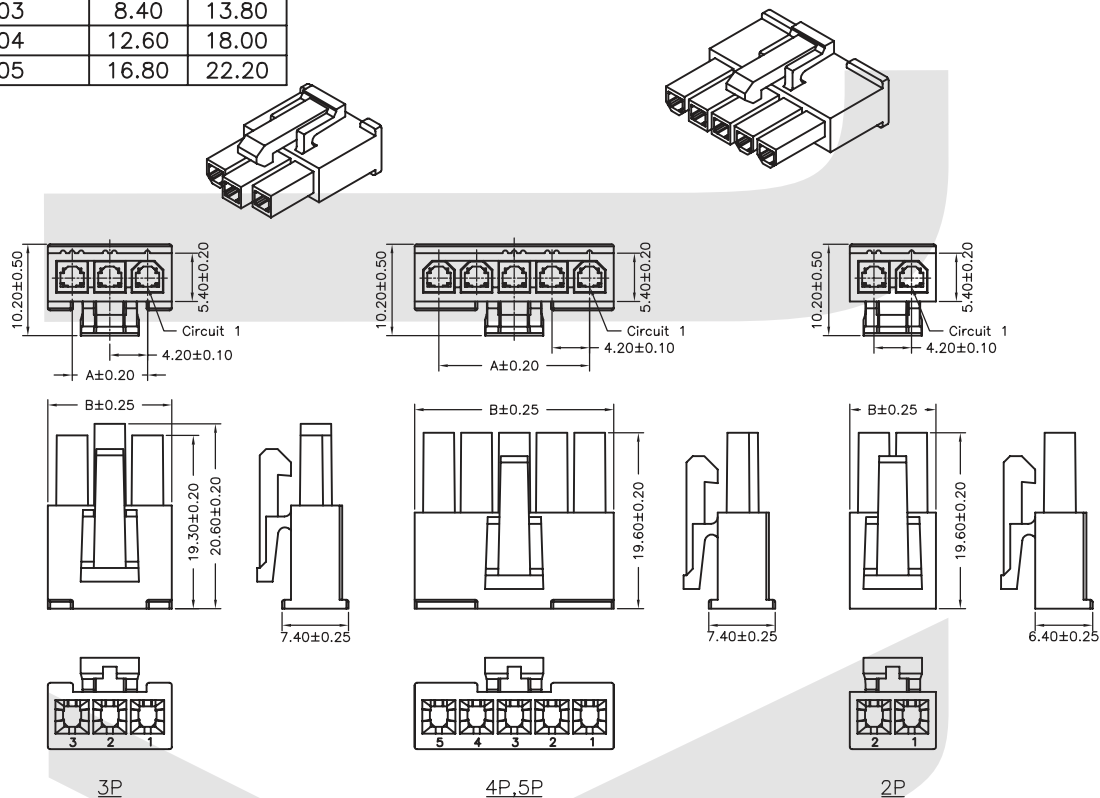 03 8.40 13.80
04 12.60 18.00
05 16.80 22.20
10.20±0.50
5.40±0.20
Circuit 1
4.20±0.10
A±0.20
10.20±0.50
5.40±0.20
Circuit 1
4.20±0.10
A±0.20
10.20±0.50
5.40±0.20
Circuit 1
4.20±0.10
B±0.25
19.30±0.20
20.60±0.20
7.40±0.25
B±0.25
19.60±0.20
7.40±0.25
B±0.25
19.60±0.20
6.40±0.25
3 2 1
5 4 3 2 1
2 1
3P
4P,5P
2P